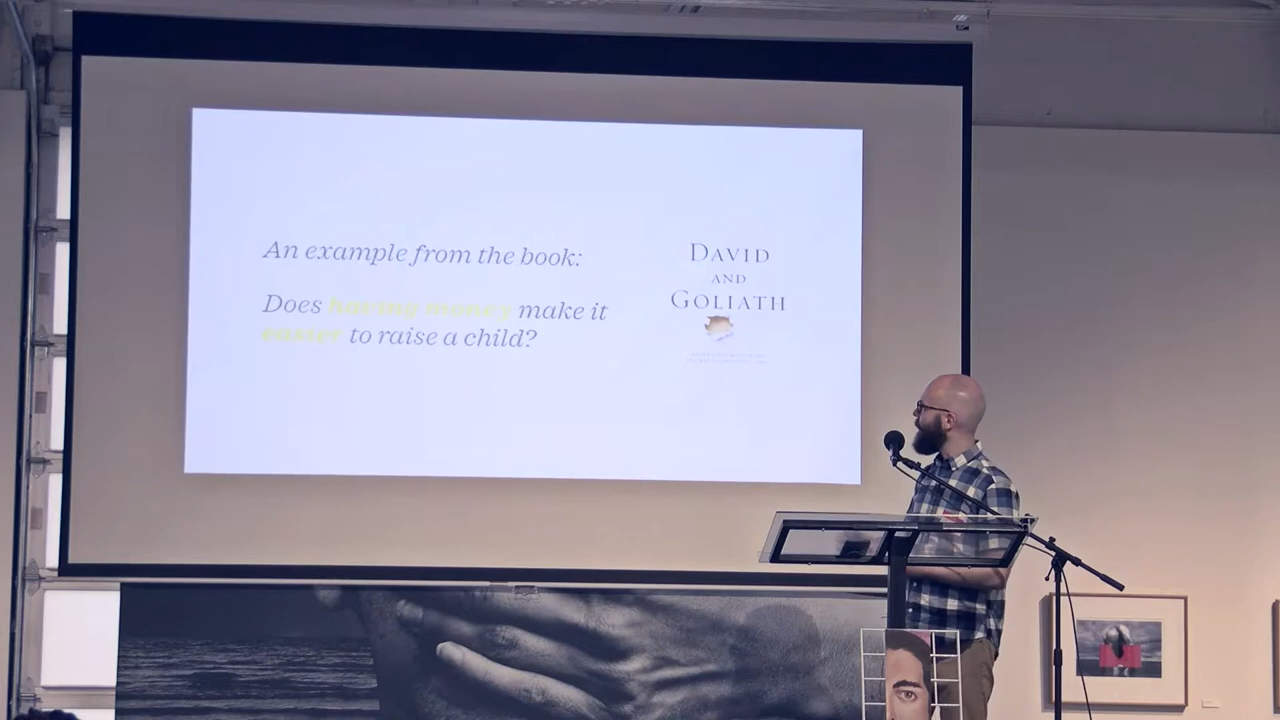 An example from the book:
Does having money make it
easier to raise a child?
DAVID
AND
GOLIATH